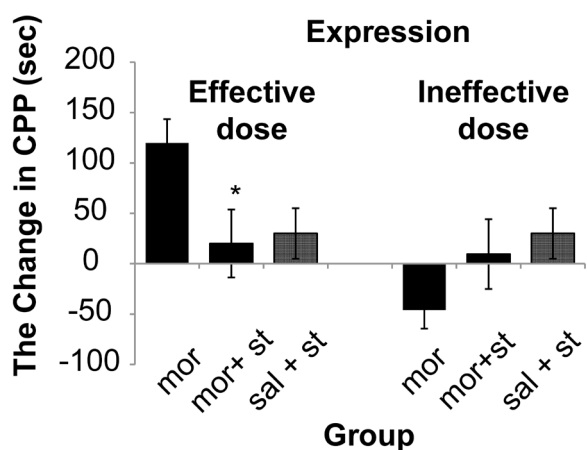 Expression
The Change in CPP (sec)
200
150
100
50
0
-50
-100
Effective
dose
Ineffective
dose
*
mor
mor+ st
sal + st
mor
mor+st
sal + st
Group